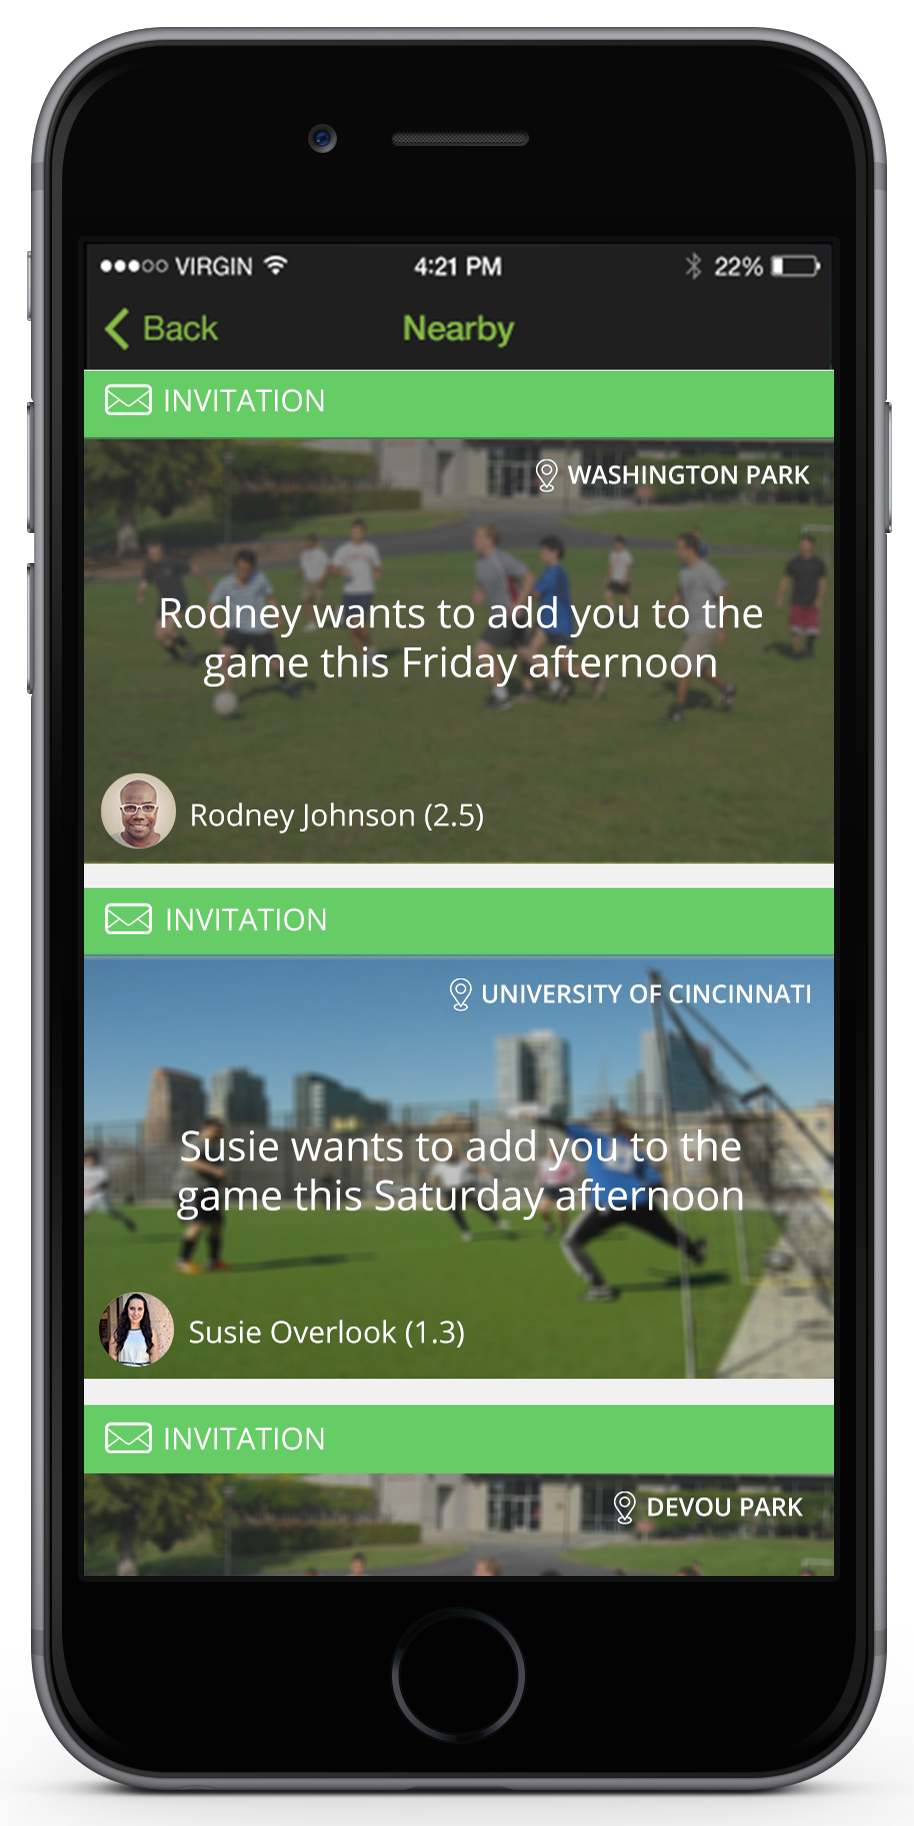 VIRGIN 4:21 PM 22%
Back Nearby
INVITATION
WASHINGTON PARK
Rodney wants to add you to the
game this Friday afternoon
Rodney Johnson (2.5)
INVITATION
UNIVERSITY OF CINCINNATI
Susie wants to add you to the
game this Saturday afternoon
Susie Overlook (1.3)
INVITATION
DEVOU PARK